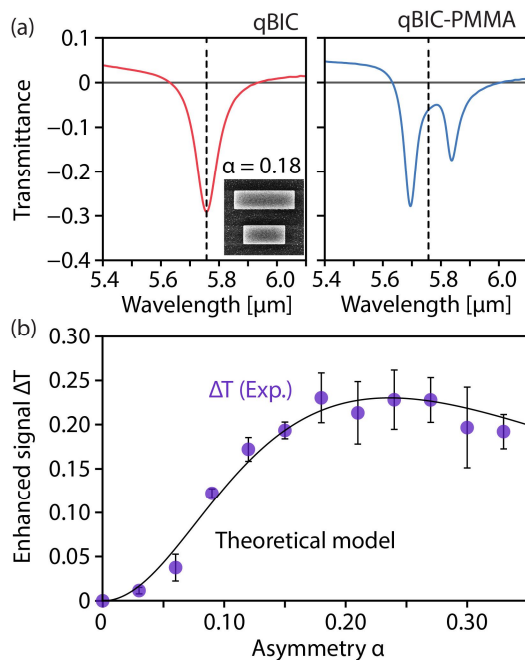 (a)
qBIC
qBIC-PMMA
0.1
0
−0.1
−0.2
−0.3
−0.4
Transmittance
α = 0.18
5.4 5.6 5.8 6.0
5.4 5.6 5.8 6.0
Wavelength [μm]
Wavelength [μm]
(b)
0.30
0.25
0.20
0.15
0.10
0.05
0
Enhanced signal ΔT
ΔT (Exp.)
Theoretical model
0 0.10 0.20 0.30
Asymmetry α